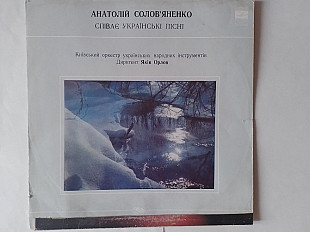 АНАТОЛІЙ СОЛОВ'ЯНЕНКО
СПІВАЄ УКРАЇНСЬКІ ПІСНІ
Київський оркестр українських народних інструментів
Диригент Яків Орлов